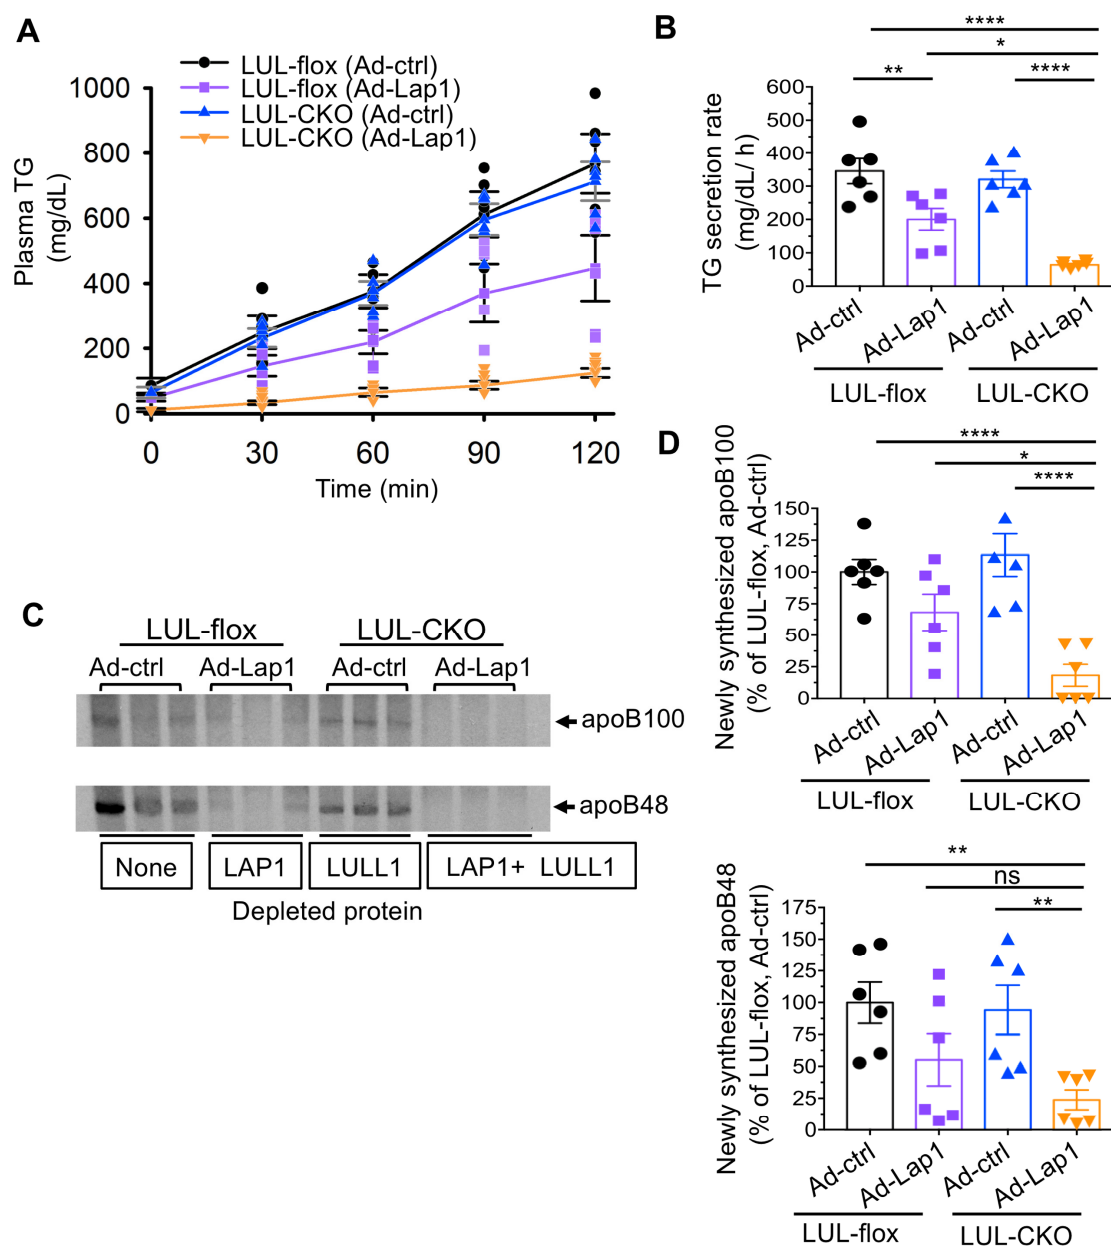 A
LUL-flox (Ad-ctrl)
LUL-flox (Ad-Lap1)
LUL-CKO (Ad-ctrl)
LUL-CKO (Ad-Lap1)
Plasma TG
(mg/dL)
1000
800
600
400
200
0
0 30 60 90 120
Time (min)
B
****
*
** ****
TG secretion rate
(mg/dL/ h)
600
500
400
300
200
100
0
Ad-ctrl Ad-Lap1 Ad-ctrl Ad-Lap1
LUL-flox LUL-CKO
C
LUL-flox LUL-CKO
Ad-ctrl Ad-Lap1 Ad-ctrl Ad-Lap1
apoB100
apoB48
None LAP1 LULL1 LAP1+ LULL1
Depleted protein
D
****
*
****
Newly synthesized apoB100
(% of LUL-flox, Ad-ctrl)
150
125
100
75
50
25
0
Ad-ctrl Ad-Lap1 Ad-ctrl Ad-Lap1
LUL-flox LUL-CKO
**
ns
**
Newly synthesized apoB48
(% of LUL-flox, Ad-ctrl)
175
150
125
100
75
50
25
0
Ad-ctrl Ad-Lap1 Ad-ctrl Ad-Lap1
LUL-flox LUL-CKO